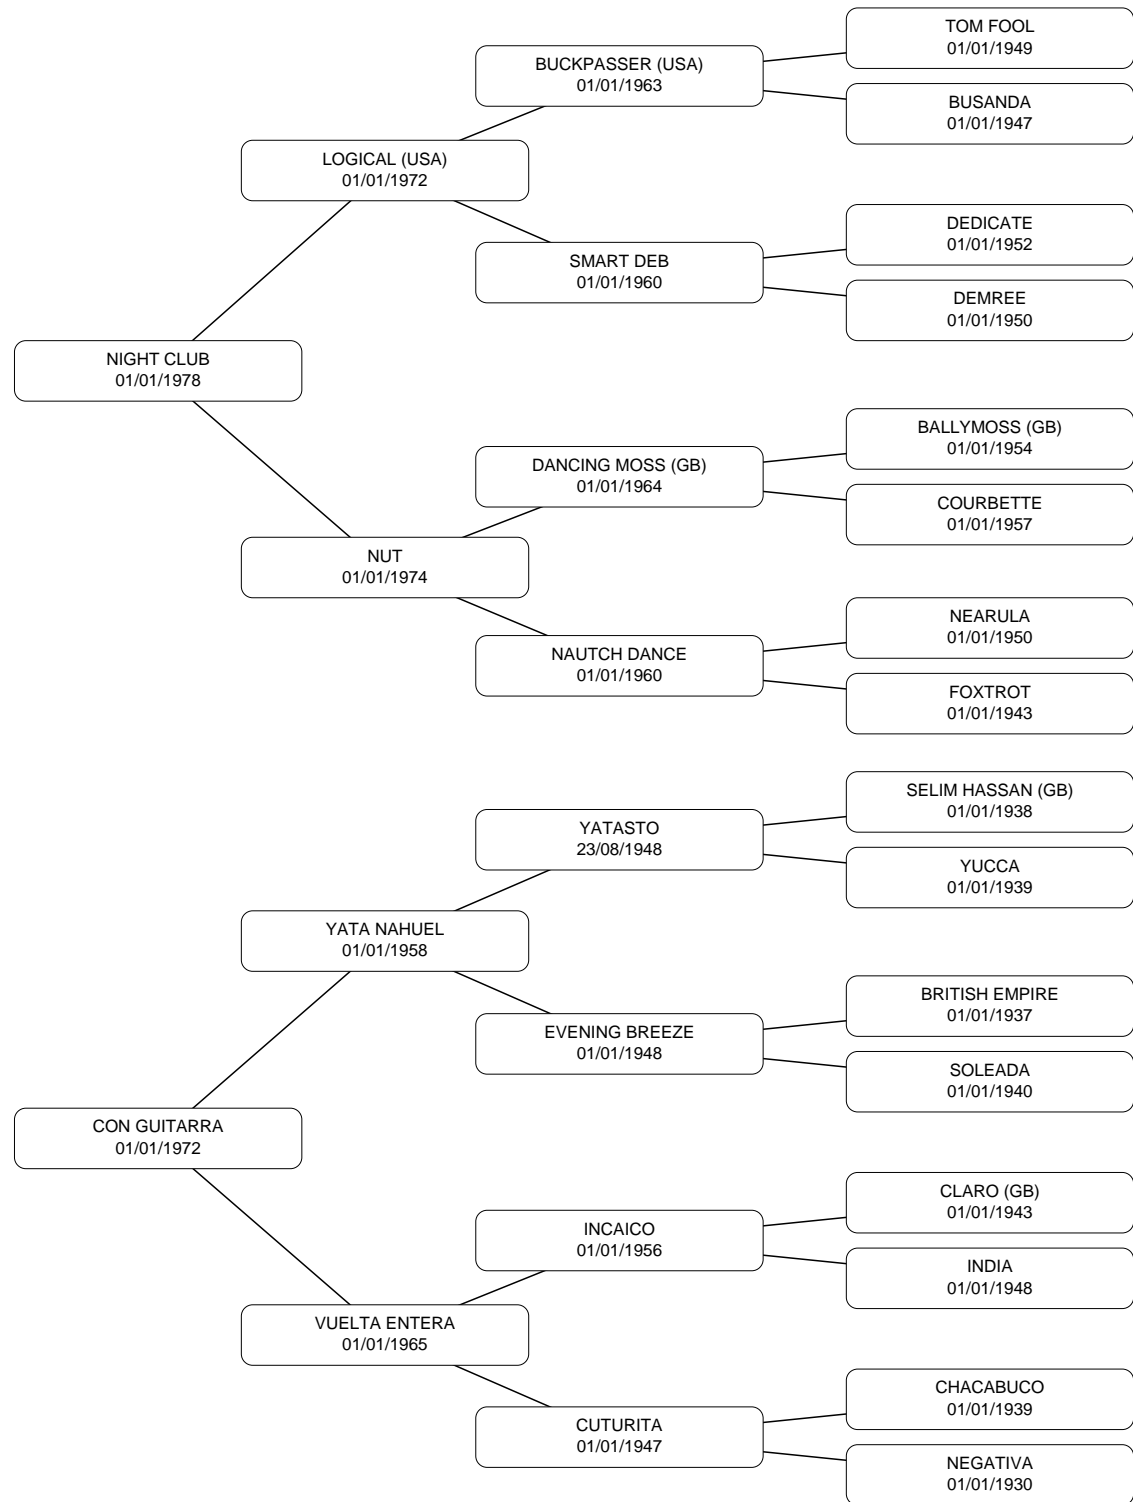 TOM FOOL
01/01/1949
BUCKPASSER (USA)
01/01/1963
BUSANDA
01/01/1947
LOGICAL (USA)
01/01/1972
DEDICATE
01/01/1952
SMART DEB
01/01/1960
DEMREE
01/01/1950
NIGHT CLUB
01/01/1978
BALLYMOSS (GB)
01/01/1954
DANCING MOSS (GB)
01/01/1964
COURBETTE
01/01/1957
NUT
01/01/1974
NEARULA
01/01/1950
NAUTCH DANCE
01/01/1960
FOXTROT
01/01/1943
SELIM HASSAN (GB)
01/01/1938
YATASTO
23/08/1948
YUCCA
01/01/1939
YATA NAHUEL
01/01/1958
BRITISH EMPIRE
01/01/1937
EVENING BREEZE
01/01/1948
SOLEADA
01/01/1940
CON GUITARRA
01/01/1972
CLARO (GB)
01/01/1943
INCAICO
01/01/1956
INDIA
01/01/1948
VUELTA ENTERA
01/01/1965
CHACABUCO
01/01/1939
CUTURITA
01/01/1947
NEGATIVA
01/01/1930